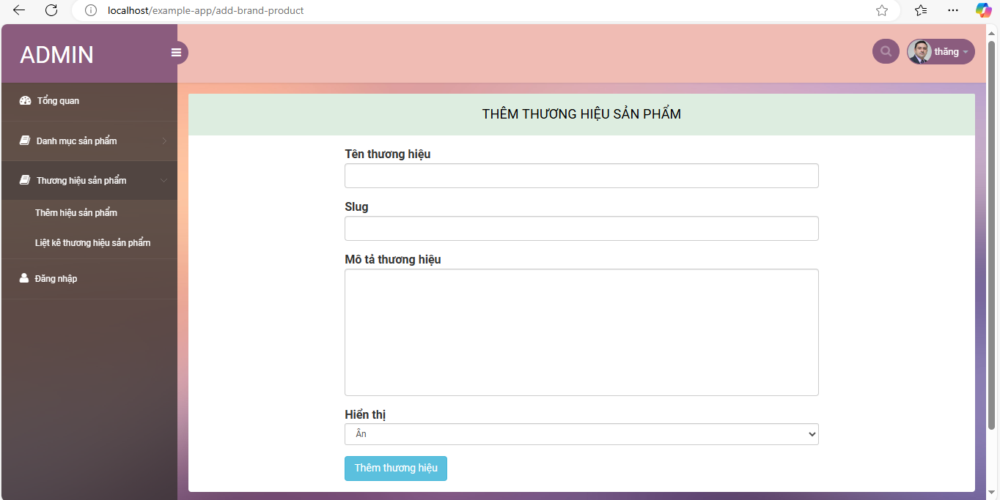 localhost/example-app/add-brand-product
ADMIN
thăng
Tổng quan
Danh mục sản phẩm
Thương hiệu sản phẩm
Thêm hiệu sản phẩm
Liệt kê thương hiệu sản phẩm
Đăng nhập
THÊM THƯƠNG HIỆU SẢN PHẨM
Tên thương hiệu
Slug
Mô tả thương hiệu
Hiển thị
Ẩn
Thêm thương hiệu